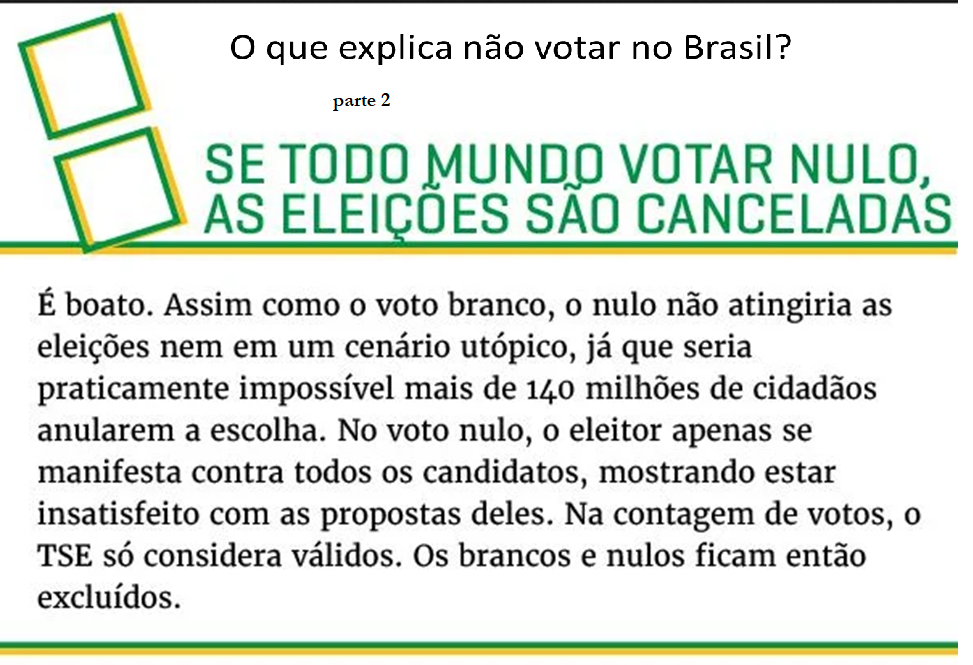 O que explica não votar no Brasil?
parte 2
SE TODO MUNDO VOTAR NULO,
AS ELEIÇÕES SÃO CANCELADAS
É boato. Assim como o voto branco, o nulo não atingiria as
eleições nem em um cenário utópico, já que seria
praticamente impossível mais de 140 milhões de cidadãos
anularem a escolha. No voto nulo, o eleitor apenas se
manifesta contra todos os candidatos, mostrando estar
insatisfeito com as propostas deles. Na contagem de votos, o
TSE só considera válidos. Os brancos e nulos ficam então
excluídos.